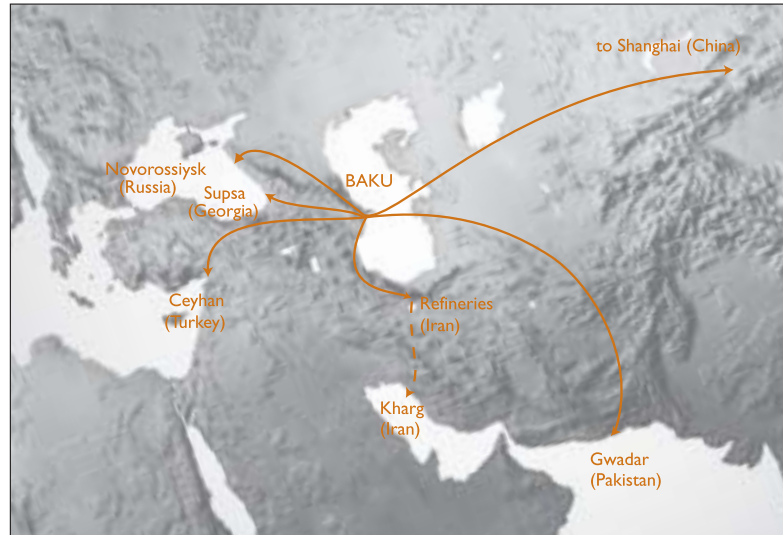 to Shanghai (China)
Novorossiysk
(Russia)
BAKU
Supsa
(Georgia)
Ceyhan
(Turkey)
Refineries
(Iran)
Kharg
(Iran)
Gwadar
(Pakistan)